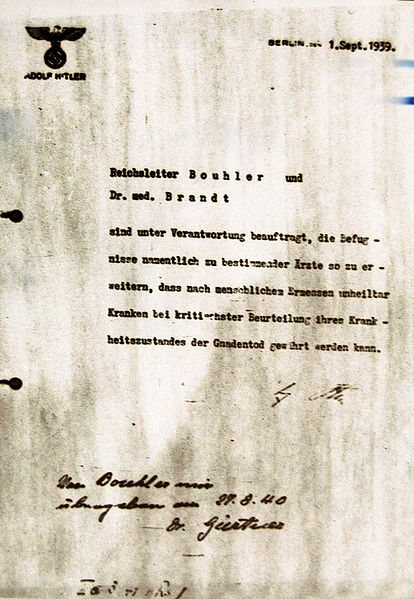 ADOLF HITLER
BERLIN, DEN 1.Sept.1939.
Reichsleiter B o u h l e r und
Dr. med. B r a n d t
sind unter Verantwortung beauftragt, die Befug -
nisse namentlich zu bestimmender Ärzte so zu er -
weitern, dass nach menschlichem Ermessen unheilbar
Kranken bei kritischster Beurteilung ihres Krank -
heitszustandes der Gnadentod gewährt werden kann.
Von Bouhler mir
übergeben am 27.8.40
Dr. Gürtner